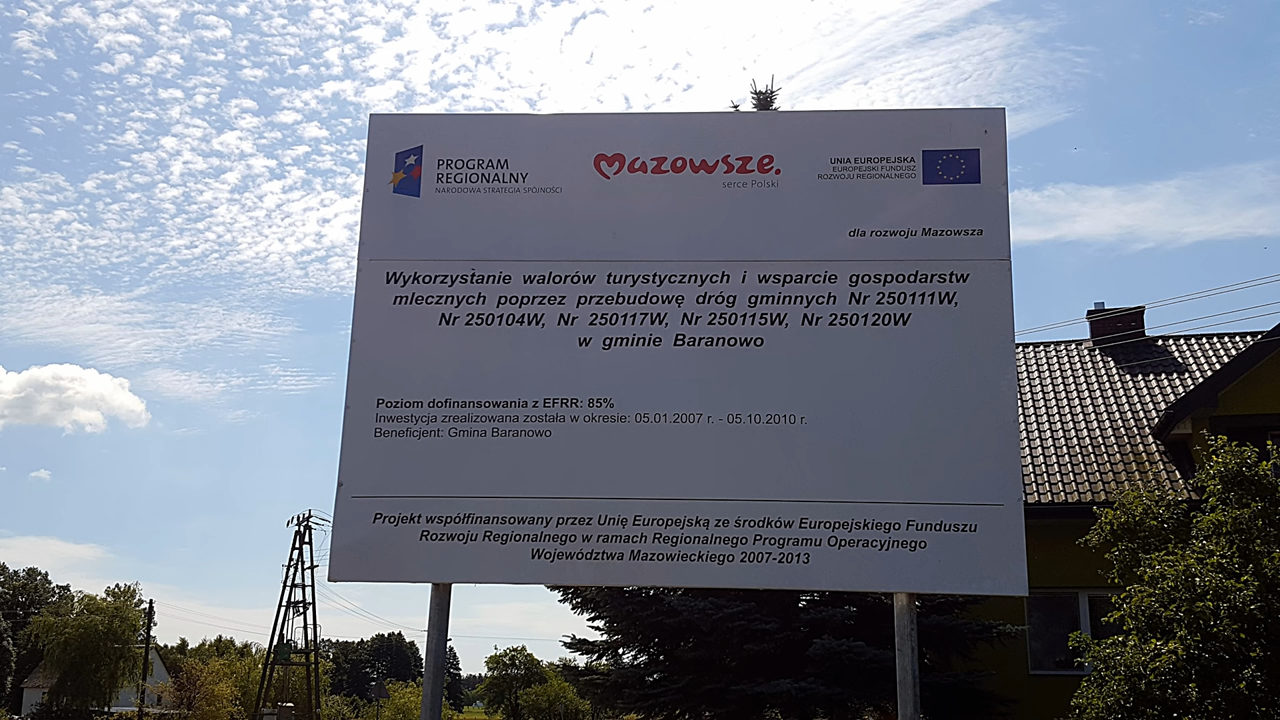 PROGRAM
REGIONALNY
NARODOWA STRATEGIA SPÓJNOŚCI
Mazowsze.
serce Polski
UNIA EUROPEJSKA
EUROPEJSKI FUNDUSZ
ROZWOJU REGIONALNEGO
dla rozwoju Mazowsza
Wykorzystanie walorów turystycznych i wsparcie gospodarstw
mlecznych poprzez przebudowę dróg gminnych Nr 250111W,
Nr 250104W, Nr 250117W, Nr 250115W, Nr 250120W
w gminie Baranowo
Poziom dofinansowania z EFRR: 85%
Inwestycja zrealizowana została w okresie: 05.01.2007 r. - 05.10.2010 r.
Beneficjent: Gmina Baranowo
Projekt współfinansowany przez Unię Europejską ze środków Europejskiego Funduszu
Rozwoju Regionalnego w ramach Regionalnego Programu Operacyjnego
Województwa Mazowieckiego 2007-2013